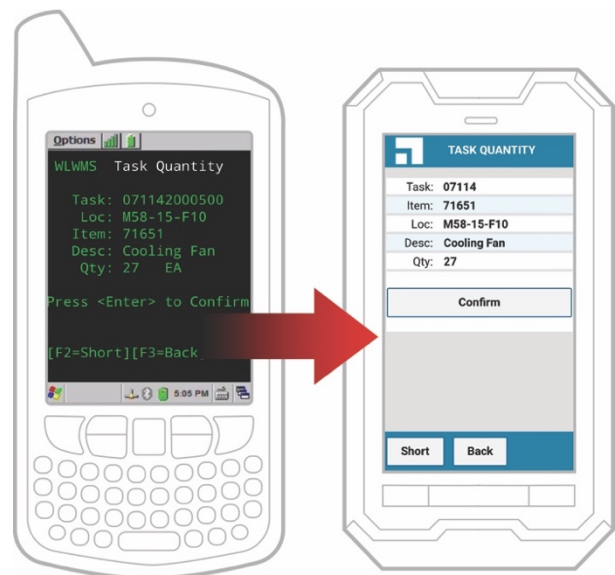 Options
WLWMS Task Quantity
Task: 071142000500
Loc: M58-15-F10
Item: 71651
Desc: Cooling Fan
Qty: 27 EA
Press <Enter> to Confirm
[F2=Short][F3=Back
5:05 PM
TASK QUANTITY
Task: 07114
Item: 71651
Loc: M58-15-F10
Desc: Cooling Fan
Qty: 27
Confirm
Short Back